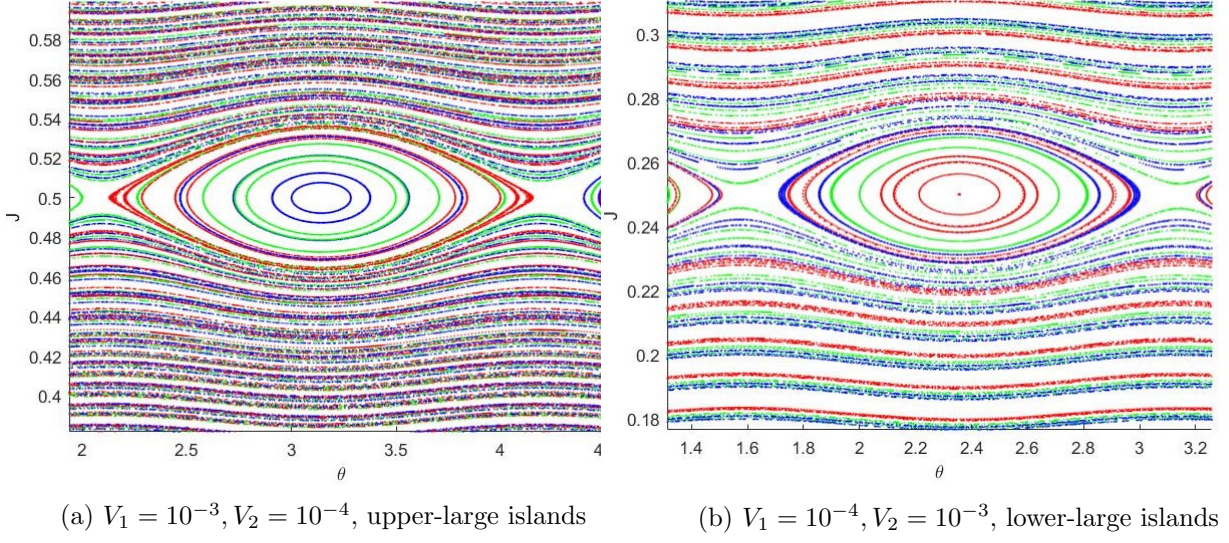 0.58
0.56
0.54
0.52
0.5
0.48
0.46
0.44
0.42
0.4
J
2 2.5 3 3.5 4 4
θ
0.3
0.28
0.26
0.24
0.22
0.2
0.18
J
1.4 1.6 1.8 2 2.2 2.4 2.6 2.8 3 3.2
θ
(a) V₁ = 10⁻³, V₂ = 10⁻⁴, upper-large islands
(b) V₁ = 10⁻⁴, V₂ = 10⁻³, lower-large islands